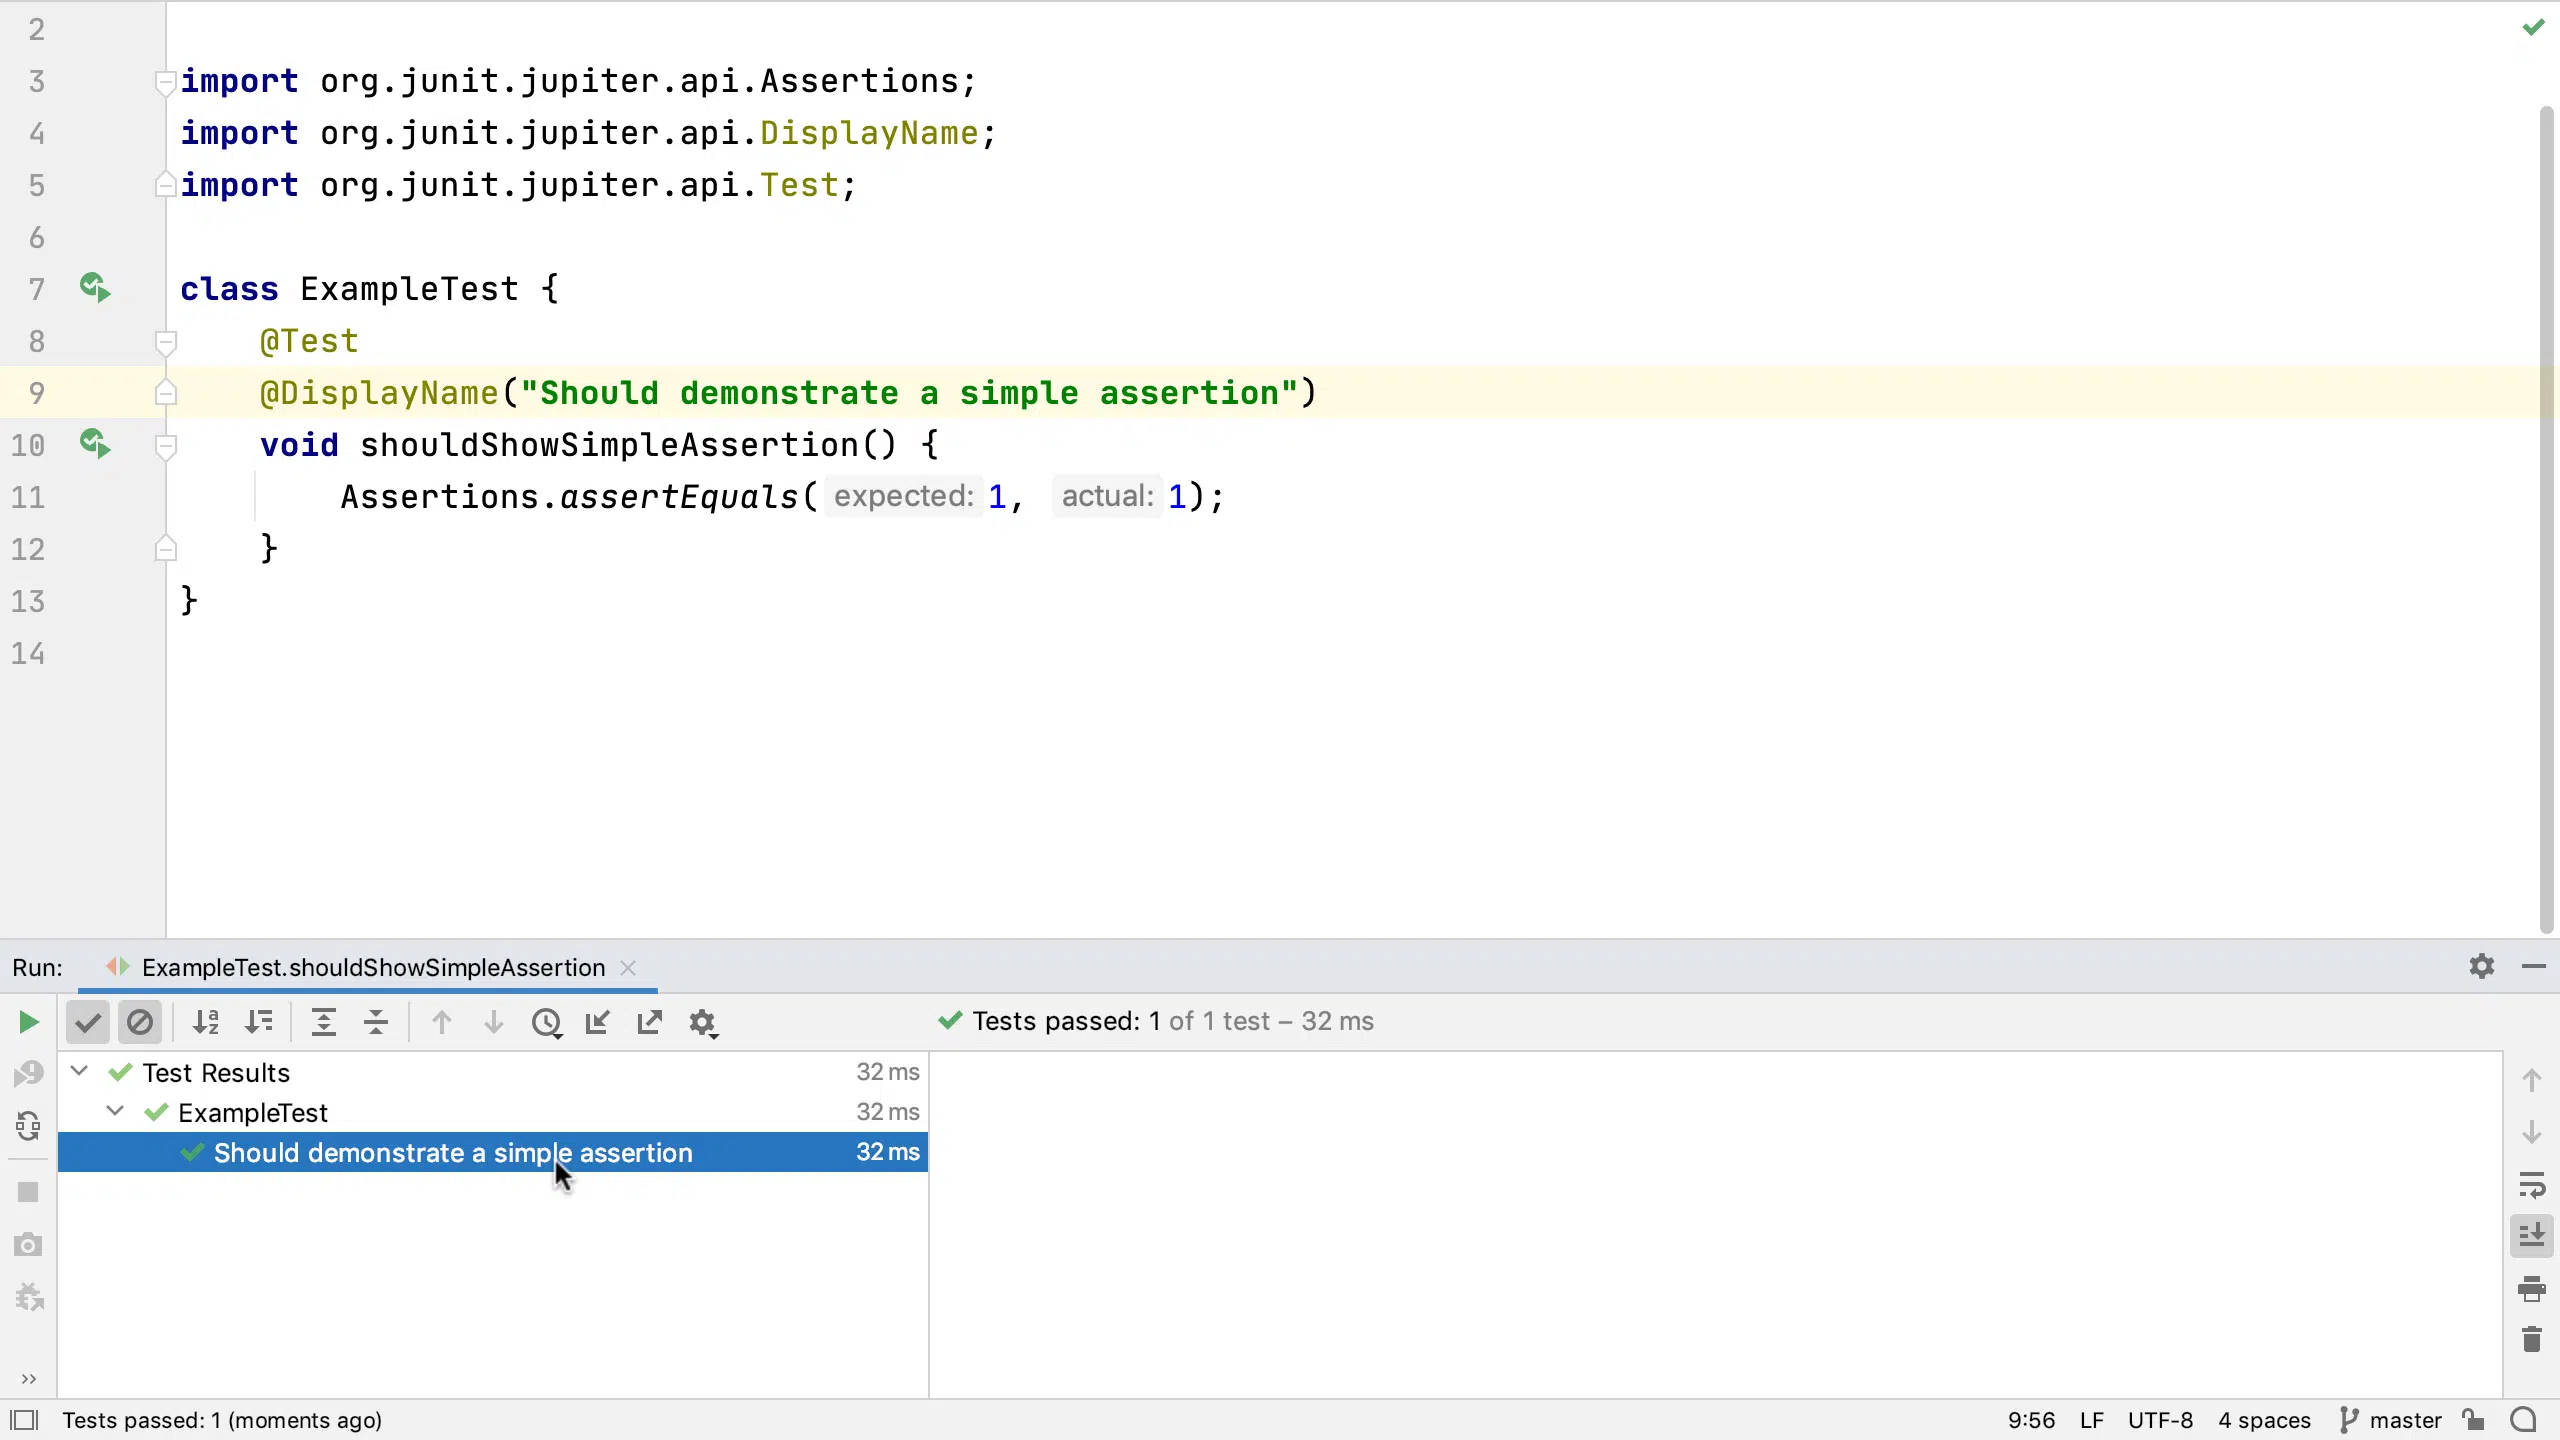 2
3 import org.junit.jupiter.api.Assertions;
4 import org.junit.jupiter.api.DisplayName;
5 import org.junit.jupiter.api.Test;
6
7 class ExampleTest {
8 @Test
9 @DisplayName("Should demonstrate a simple assertion")
10 void shouldShowSimpleAssertion() {
11 Assertions.assertEquals( expected: 1, actual: 1);
12 }
13 }
14
Run: ExampleTest.shouldShowSimpleAssertion
Tests passed: 1 of 1 test – 32 ms
Test Results 32 ms
ExampleTest 32 ms
Should demonstrate a simple assertion 32 ms
Tests passed: 1 (moments ago) 9:56 LF UTF-8 4 spaces master